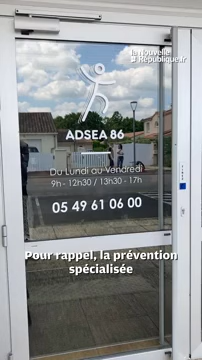 la Nouvelle
République.fr
ADSEA 86
Du Lundi au Vendredi
9h - 12h30 / 13h30 - 17h
05 49 61 06 00
Pour rappel, la prévention
spécialisée